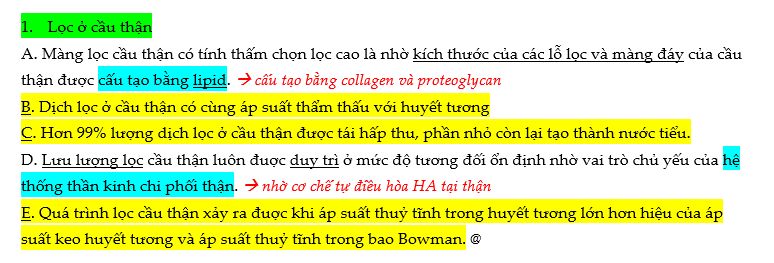 1. Lọc ở cầu thận
A. Màng lọc cầu thận có tính thấm chọn lọc cao là nhờ kích thước của các lỗ lọc và màng đáy của cầu
thận được cấu tạo bằng lipid. → cấu tạo bằng collagen và proteoglycan
B. Dịch lọc ở cầu thận có cùng áp suất thẩm thấu với huyết tương
C. Hơn 99% lượng dịch lọc ở cầu thận được tái hấp thu, phần nhỏ còn lại tạo thành nước tiểu.
D. Lưu lượng lọc cầu thận luôn đuợc duy trì ở mức độ tương đối ổn định nhờ vai trò chủ yếu của hệ
thống thần kinh chi phối thận. → nhờ cơ chế tự điều hòa HA tại thận
E. Quá trình lọc cầu thận xảy ra đuợc khi áp suất thuỷ tĩnh trong huyết tương lớn hơn hiệu của áp
suất keo huyết tương và áp suất thuỷ tĩnh trong bao Bowman. @